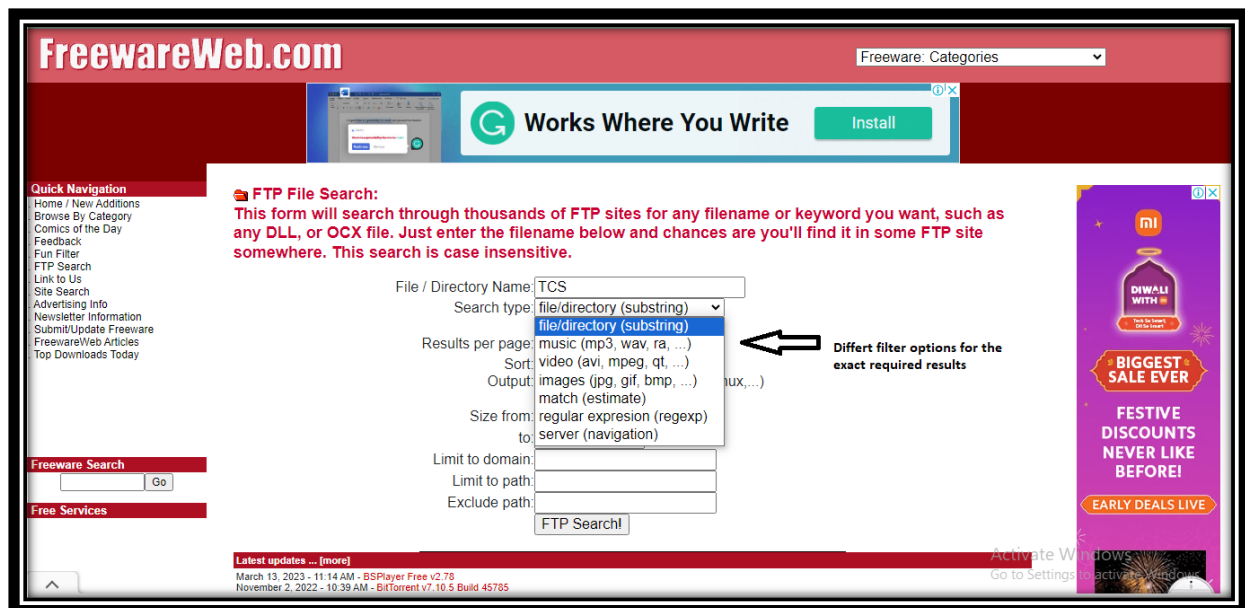 FreewareWeb.com
Freeware: Categories
Works Where You Write
Install
Quick Navigation
. Home / New Additions
. Browse By Category
. Comics of the Day
. Feedback
. Fun Filter
. FTP Search
. Link to Us
. Site Search
. Advertising Info
. Newsletter Information
. Submit/Update Freeware
. FreewareWeb Articles
. Top Downloads Today
Freeware Search
Go
Free Services
FTP File Search:
This form will search through thousands of FTP sites for any filename or keyword you want, such as
any DLL, or OCX file. Just enter the filename below and chances are you'll find it in some FTP site
somewhere. This search is case insensitive.
File / Directory Name: TCS
Search type: file/directory (substring)
file/directory (substring)
Results per page: music (mp3, wav, ra, ...)
Sort: video (avi, mpeg, qt, ...)
Output: images (jpg, gif, bmp, ...) nux,...)
match (estimate)
Size from: regular expresion (regexp)
to: server (navigation)
Limit to domain:
Limit to path:
Exclude path:
FTP Search!
Differt filter options for the
exact required results
Latest updates ... [more]
March 13, 2023 - 11:14 AM - BSPlayer Free v2.78
November 2, 2022 - 10:39 AM - BitTorrent v7.10.5 Build 45785
DIWALI
WITH
BIGGEST
SALE EVER
FESTIVE
DISCOUNTS
NEVER LIKE
BEFORE!
EARLY DEALS LIVE
Activate Windows
Go to Settings to activate Windows.